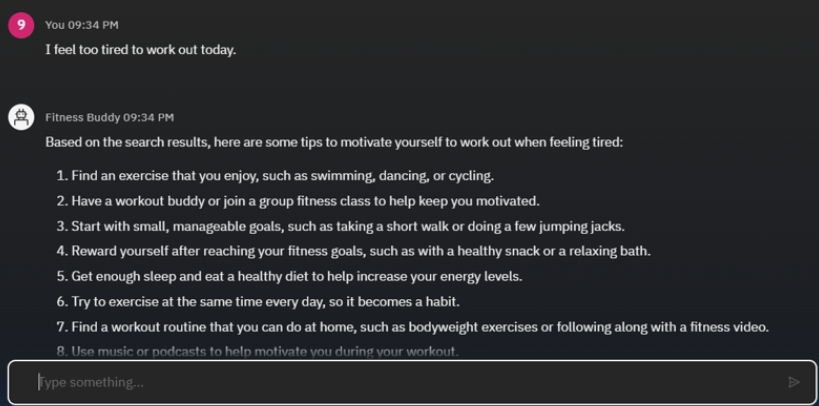 9 You 09:34 PM
I feel too tired to work out today.
Fitness Buddy 09:34 PM
Based on the search results, here are some tips to motivate yourself to work out when feeling tired:
1. Find an exercise that you enjoy, such as swimming, dancing, or cycling.
2. Have a workout buddy or join a group fitness class to help keep you motivated.
3. Start with small, manageable goals, such as taking a short walk or doing a few jumping jacks.
4. Reward yourself after reaching your fitness goals, such as with a healthy snack or a relaxing bath.
5. Get enough sleep and eat a healthy diet to help increase your energy levels.
6. Try to exercise at the same time every day, so it becomes a habit.
7. Find a workout routine that you can do at home, such as bodyweight exercises or following along with a fitness video.
8. Use music or podcasts to help motivate you during your workout.
Type something...